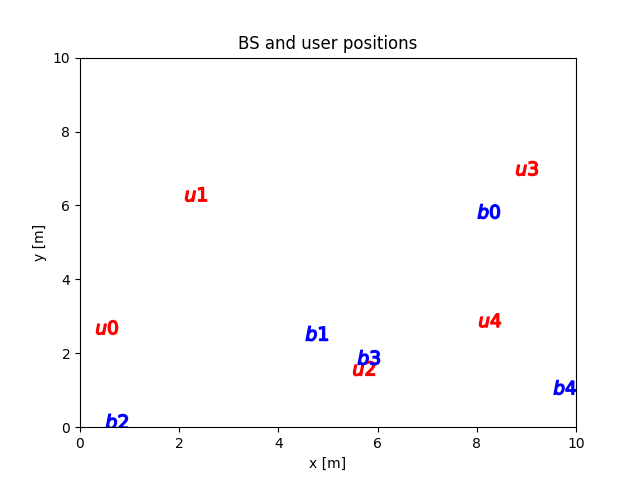 BS and user positions
y [m]
10
8
6
4
2
0
u3
u1
b0
u4
u0
b1
b3
u2
b4
b2
0 2 4 6 8 10
x [m]